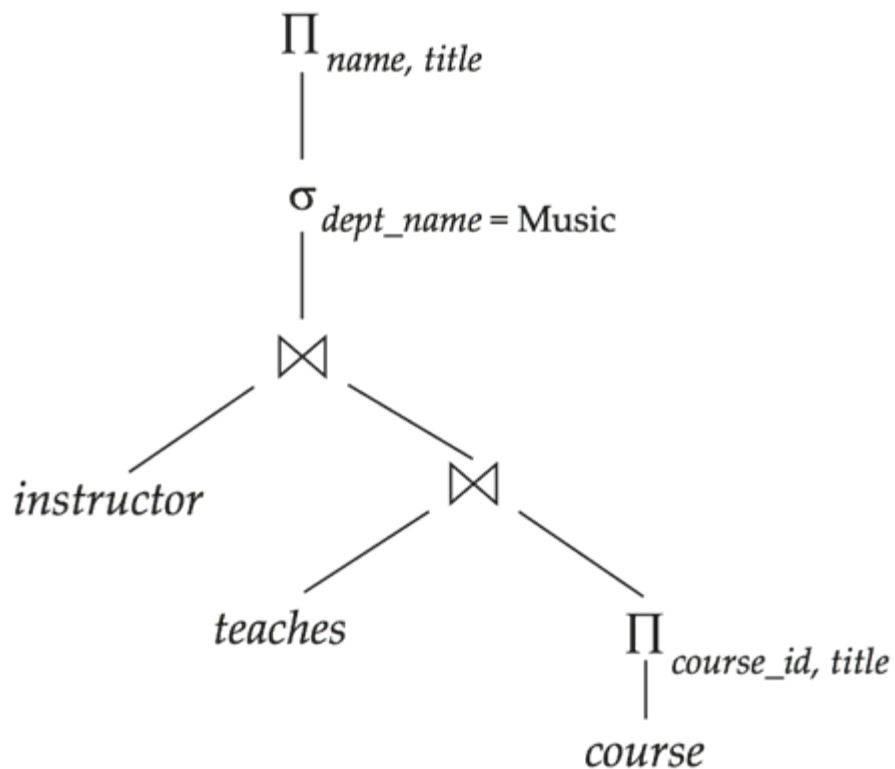 Π name, title
σ dept_name = Music
⋈
instructor
⋈
teaches
Π course_id, title
course